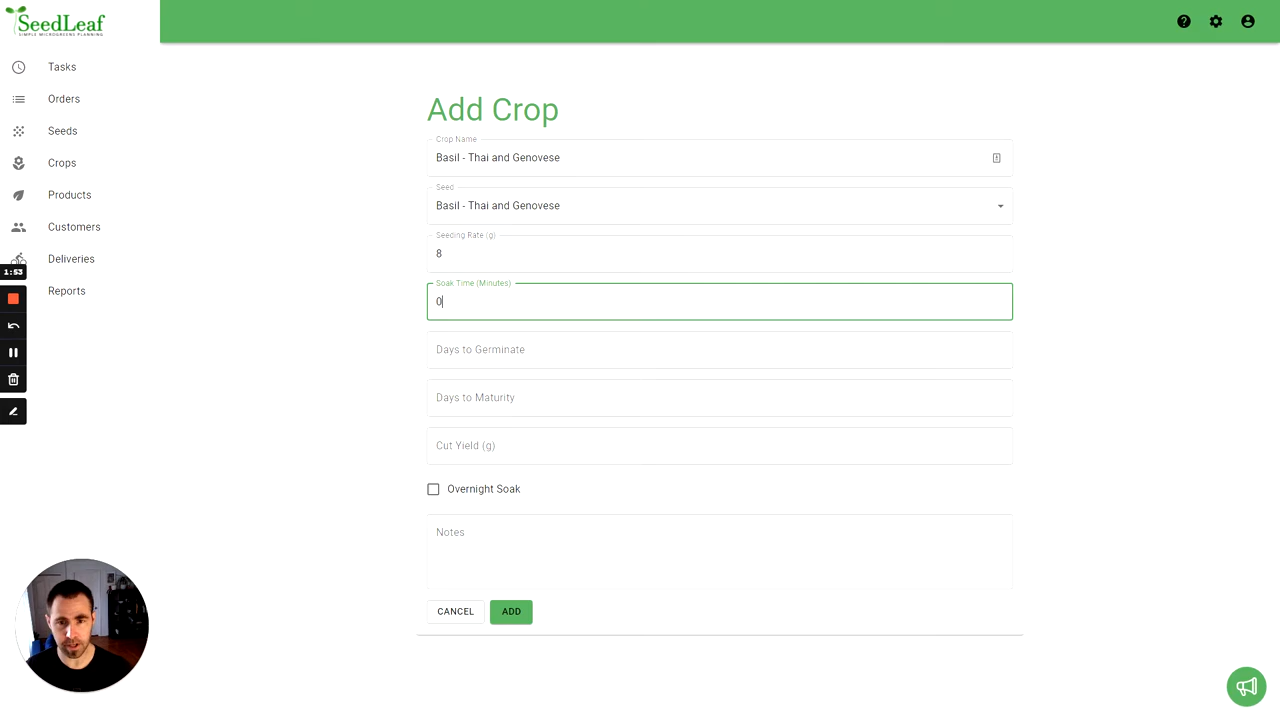 SeedLeaf
SIMPLE MICROGREENS PLANNING
Tasks
Orders
Seeds
Crops
Products
Customers
Deliveries
Reports
1:53
Add Crop
Crop Name
Basil - Thai and Genovese
Seed
Basil - Thai and Genovese
Seeding Rate (g)
8
Soak Time (Minutes)
0
Days to Germinate
Days to Maturity
Cut Yield (g)
Overnight Soak
Notes
CANCEL ADD